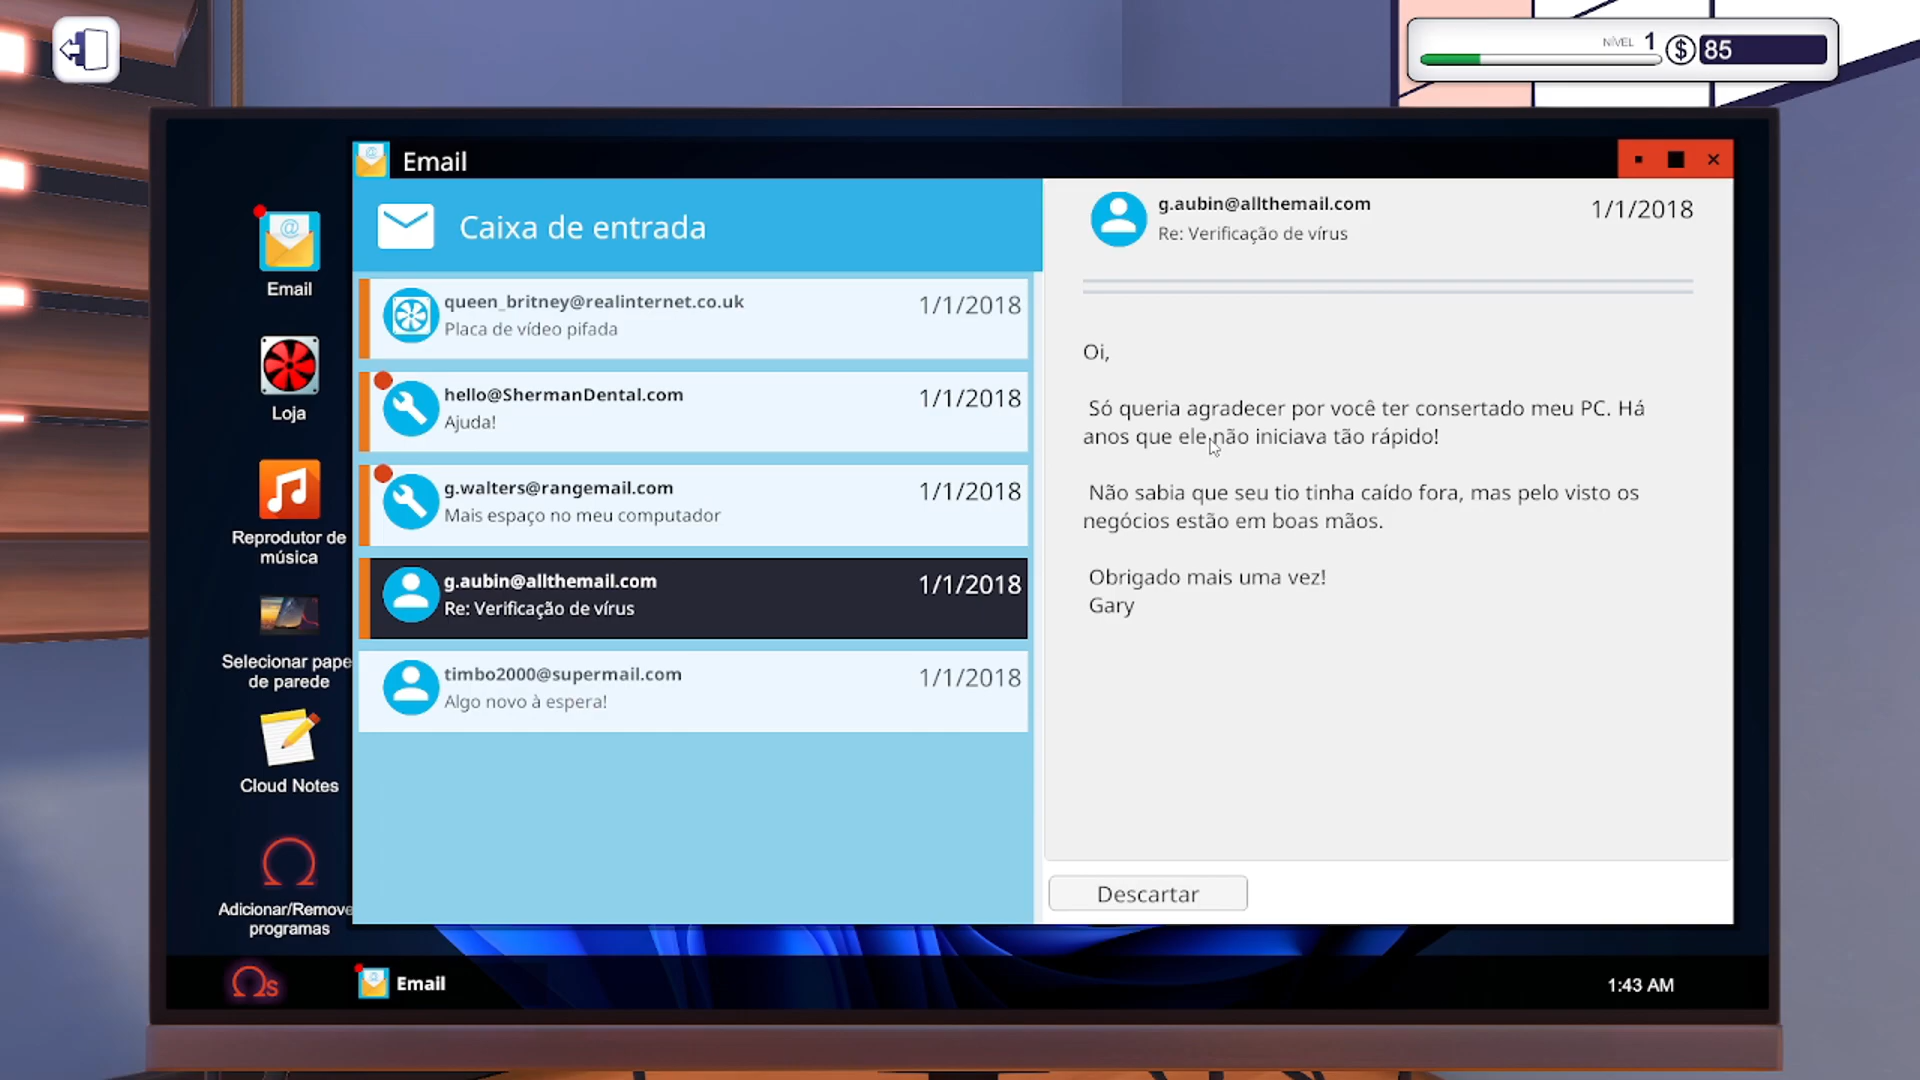 NÍVEL 1
$ 85
Email
Caixa de entrada
queen_britney@realinternet.co.uk
1/1/2018
Placa de vídeo pifada
hello@ShermanDental.com
1/1/2018
Ajuda!
g.walters@rangemail.com
1/1/2018
Mais espaço no meu computador
g.aubin@allthemail.com
1/1/2018
Re: Verificação de vírus
timbo2000@supermail.com
1/1/2018
Algo novo à espera!
g.aubin@allthemail.com
1/1/2018
Re: Verificação de vírus
Oi,
Só queria agradecer por você ter consertado meu PC. Há
anos que ele não iniciava tão rápido!
Não sabia que seu tio tinha caído fora, mas pelo visto os
negócios estão em boas mãos.
Obrigado mais uma vez!
Gary
Descartar
Email
Loja
Reprodutor de
música
Selecionar pape
de parede
Cloud Notes
Adicionar/Remove
programas
Ωs
Email
1:43 AM